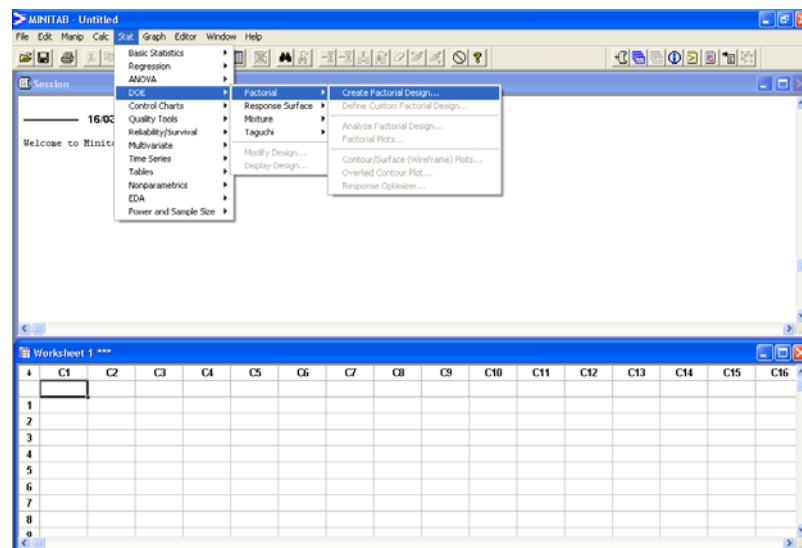 MINITAB - Untitled
File Edit Manip Calc Stat Graph Editor Window Help
Session
16/03
Welcome to Minit
Basic Statistics
Regression
ANOVA
DOE
Control Charts
Quality Tools
Reliability/Survival
Multivariate
Time Series
Tables
Nonparametrics
EDA
Power and Sample Size
Factorial
Response Surface
Mixture
Taguchi
Modify Design...
Display Design...
Create Factorial Design...
Define Custom Factorial Design...
Analyze Factorial Design...
Factorial Plots...
Contour/Surface (Wireframe) Plots...
Overlaid Contour Plot...
Response Optimizer...
Worksheet 1 ***
C1 C2 C3 C4 C5 C6 C7 C8 C9 C10 C11 C12 C13 C14 C15 C16
1
2
3
4
5
6
7
8
9